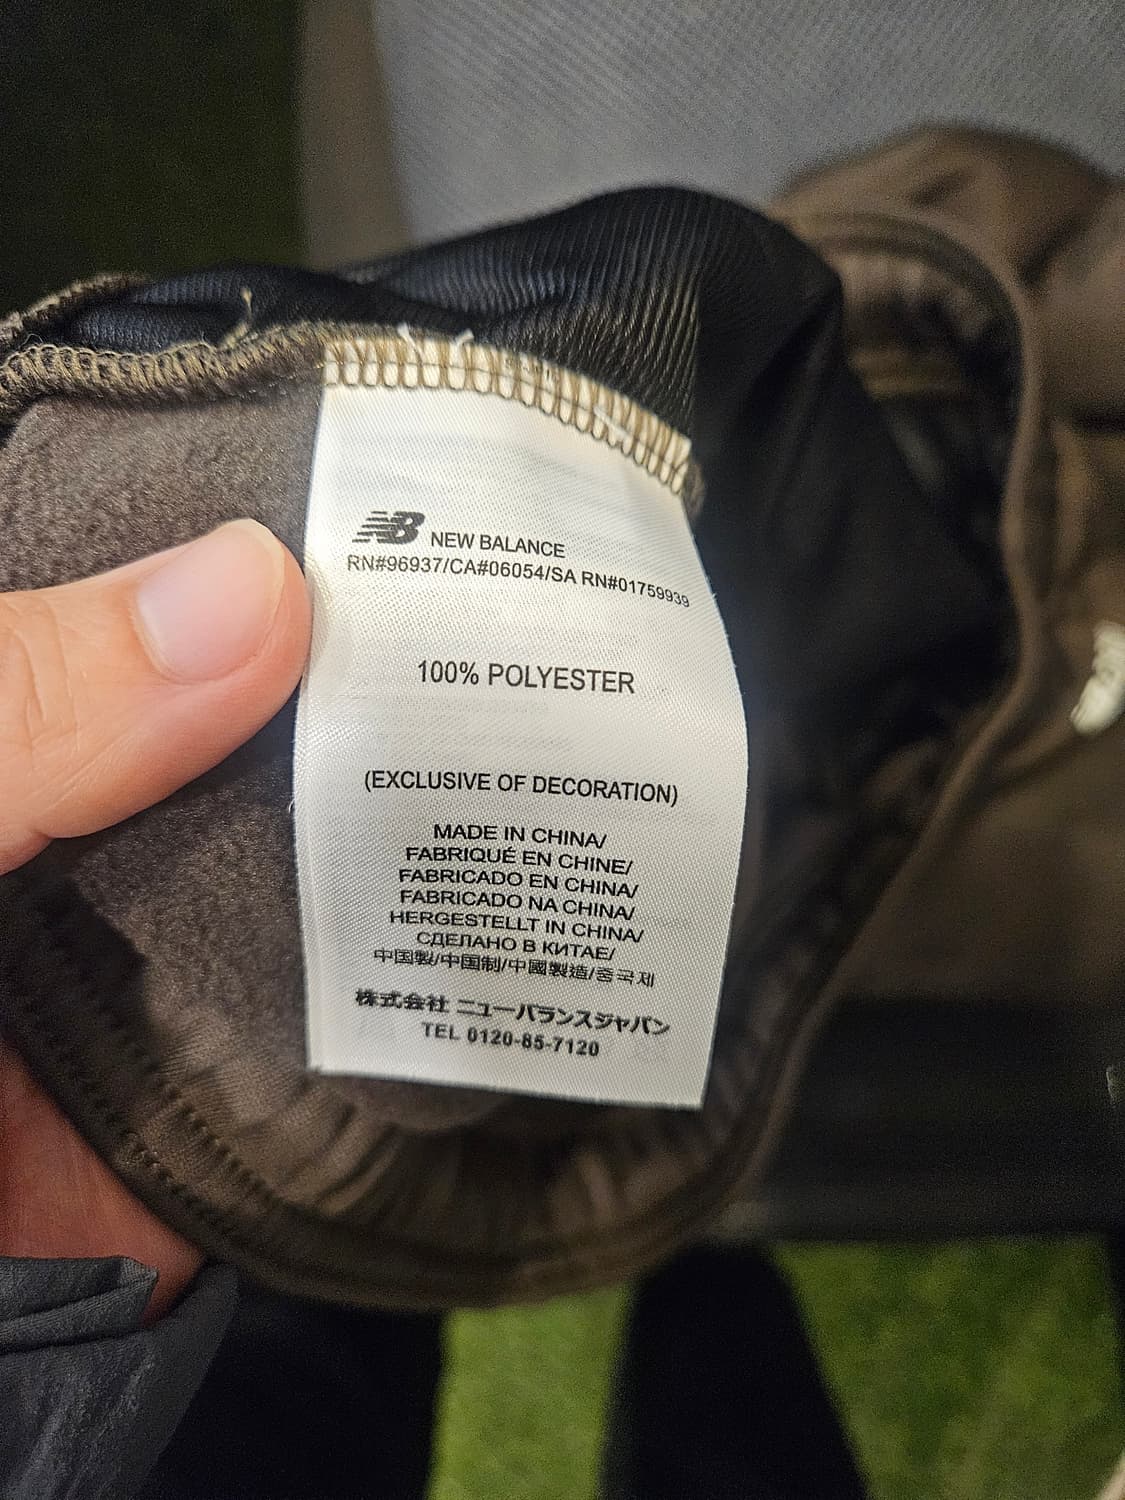 NB NEW BALANCE
RN#96937/CA#06054/SA RN#01759939
100% POLYESTER
(EXCLUSIVE OF DECORATION)
MADE IN CHINA/
FABRIQUÉ EN CHINE/
FABRICADO EN CHINA/
FABRICADO NA CHINA/
HERGESTELLT IN CHINA/
СДЕЛАНО В КИТАЕ/
中国製/中国制/中國製造/중국제
株式会社 ニューバランスジャパン
TEL 0120-85-7120